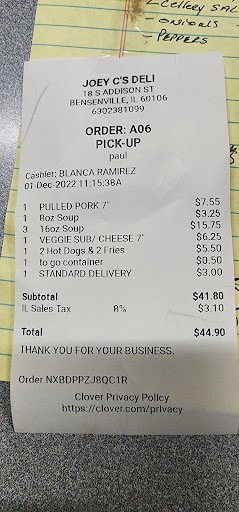 - Cellery SAL
- ONIONS
- PEPPERS
JOEY C'S DELI
18 S ADDISON ST
BENSENVILLE, IL 60106
6302381099
ORDER: A06
PICK-UP
paul
Cashier: BLANCA RAMIREZ
01-Dec-2022 11:15:38A
1 PULLED PORK 7" $7.55
1 8oz Soup $3.25
3 16oz Soup $15.75
1 VEGGIE SUB/ CHEESE 7" $6.25
1 2 Hot Dogs & 2 Fries $5.50
1 to go container $0.50
1 STANDARD DELIVERY $3.00
Subtotal $41.80
IL Sales Tax 8% $3.10
Total $44.90
THANK YOU FOR YOUR BUSINESS.
Order NXBDPPZJ8QC1R
Clover Privacy Policy
https://clover.com/privacy